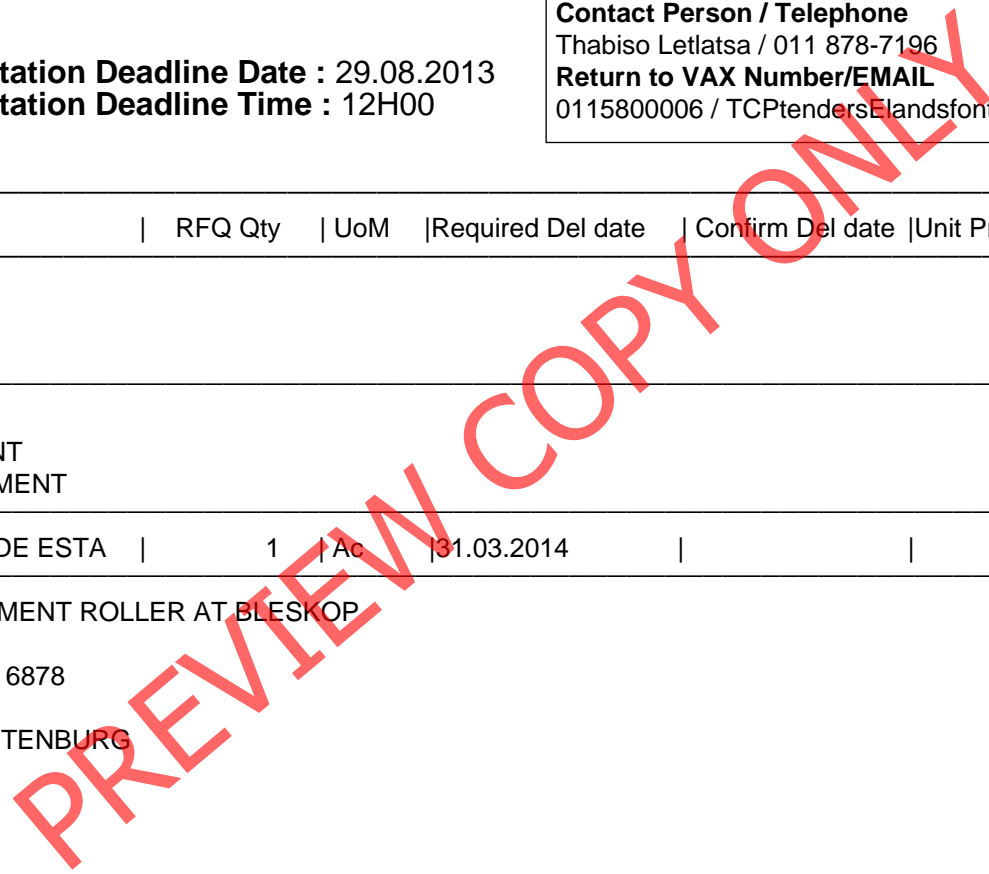 Contact Person / Telephone
Thabiso Letlatsa / 011 878-7196
tation Deadline Date : 29.08.2013
Return to VAX Number/EMAIL
tation Deadline Time : 12H00
0115800006 / TCPtendersElandsfont
| RFQ Qty | UoM |Required Del date | Confirm Del date |Unit Pr
NT
MENT
DE ESTA | 1 | Ac |31.03.2014 | |
MENT ROLLER AT BLESKOP
6878
TENBURG
PREVIEW COPY ONLY